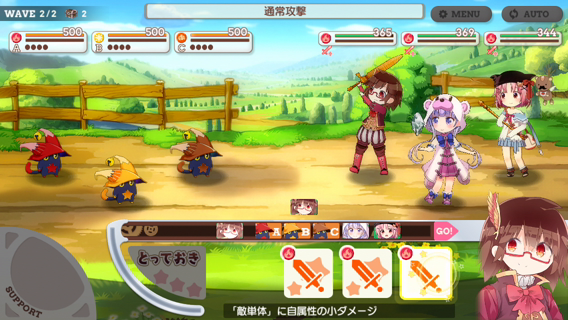 WAVE 2/2 2
通常攻撃
MENU
AUTO
500
A
500
B
500
C
365
369
344
A B C GO!
とっておき
SUPPORT
「敵単体」に自属性の小ダメージ